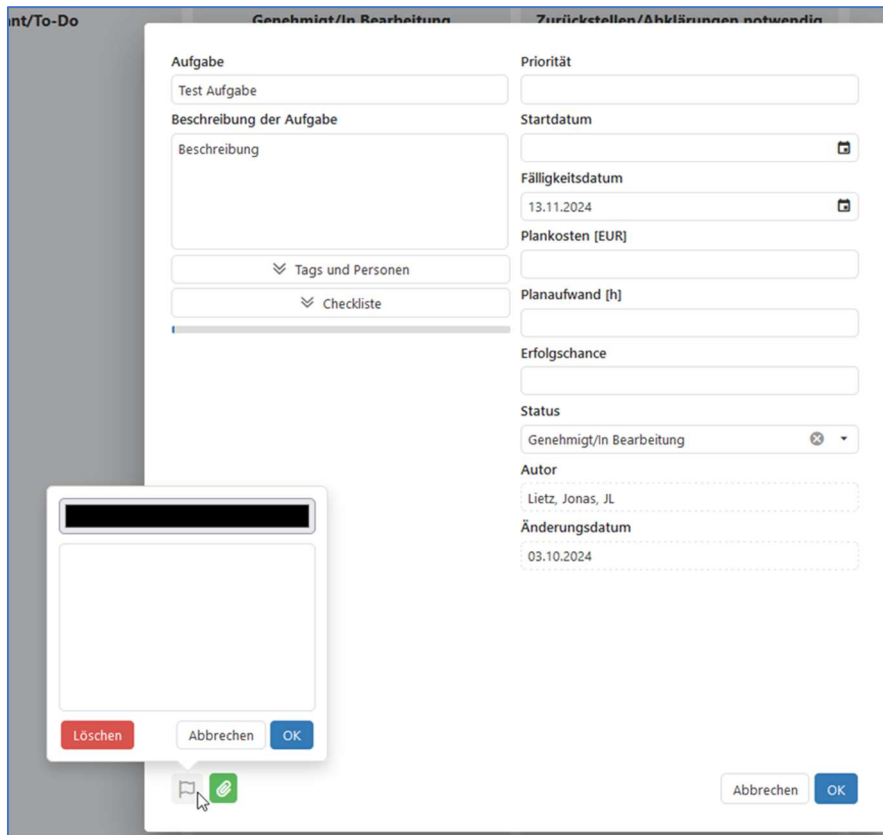 nt/To-Do
Genehmigt/In Bearbeitung
Zurückstellen/Abklärungen notwendig
Aufgabe
Test Aufgabe
Beschreibung der Aufgabe
Beschreibung
Tags und Personen
Checkliste
Priorität
Startdatum
Fälligkeitsdatum
13.11.2024
Plankosten [EUR]
Planaufwand [h]
Erfolgschance
Status
Genehmigt/In Bearbeitung
Autor
Lietz, Jonas, JL
Änderungsdatum
03.10.2024
Löschen
Abbrechen
OK
Abbrechen
OK